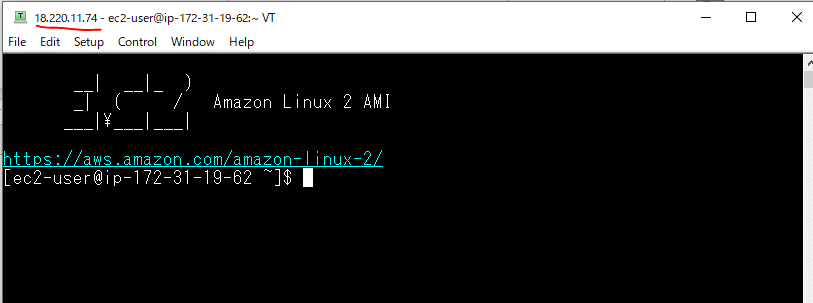 18.220.11.74 - ec2-user@ip-172-31-19-62:~ VT
File Edit Setup Control Window Help
__|  __|_  )
_|  (     /   Amazon Linux 2 AMI
___|¥___|___|
https://aws.amazon.com/amazon-linux-2/
[ec2-user@ip-172-31-19-62 ~]$